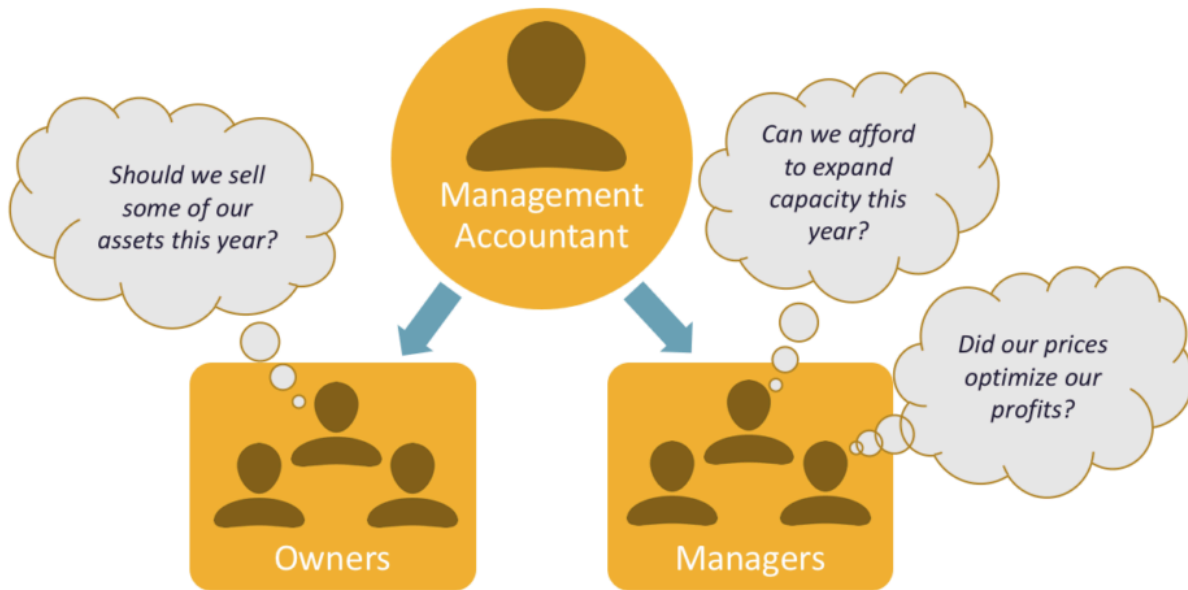 Management
Accountant
Should we sell
some of our
assets this year?
Can we afford
to expand
capacity this
year?
Did our prices
optimize our
profits?
Owners
Managers